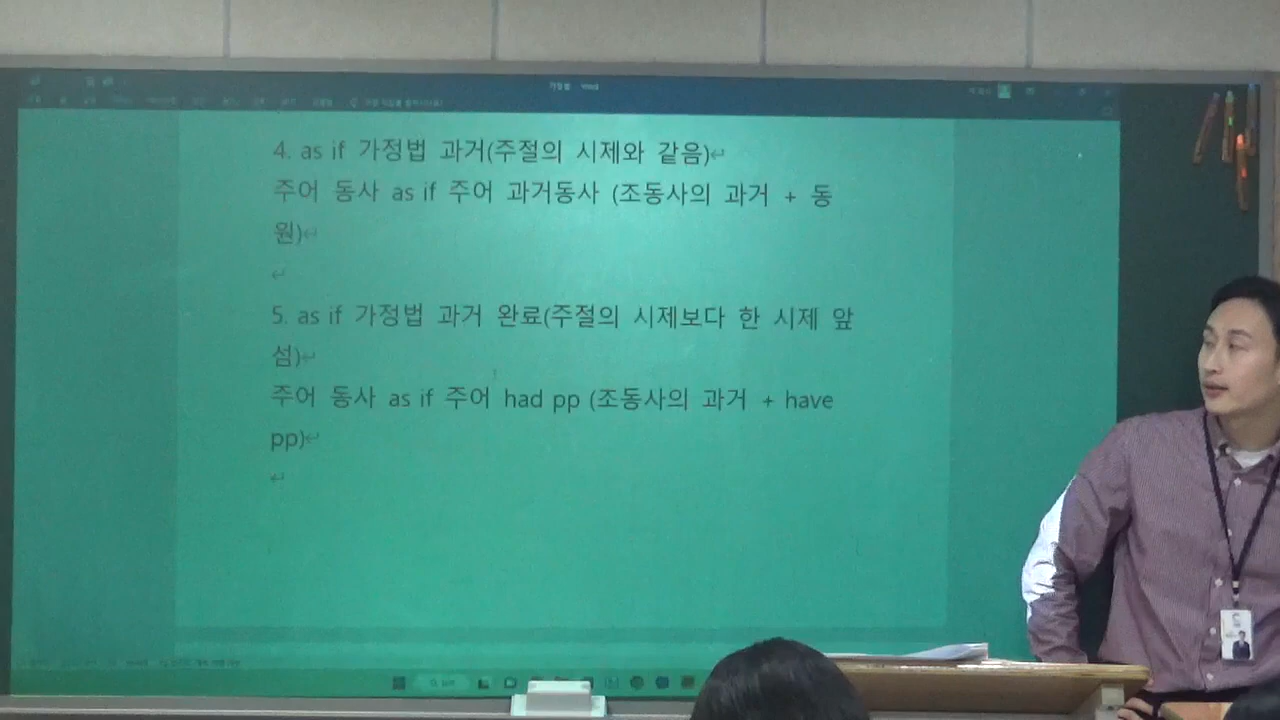 가정법 Word
4. as if 가정법 과거(주절의 시제와 같음)↵
주어 동사 as if 주어 과거동사 (조동사의 과거 + 동
원)↵
↵
5. as if 가정법 과거 완료(주절의 시제보다 한 시제 앞
섬)↵
주어 동사 as if 주어 had pp (조동사의 과거 + have
pp)↵
↵